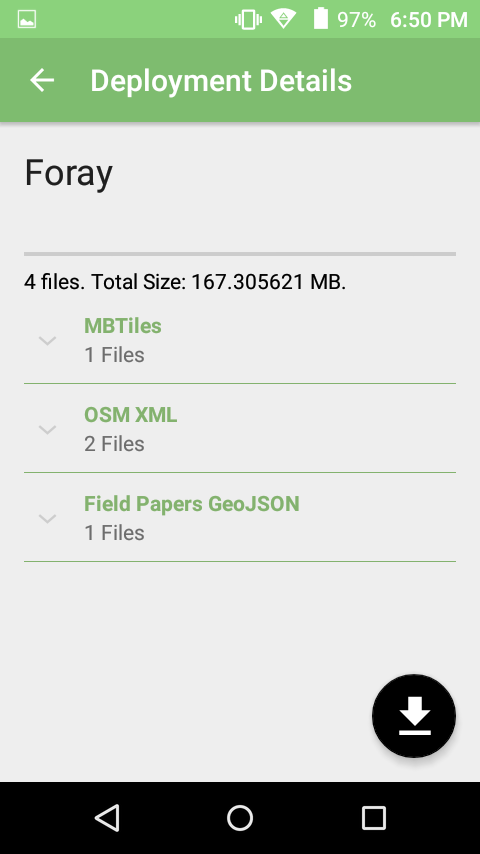 97% 6:50 PM
Deployment Details
Foray
4 files. Total Size: 167.305621 MB.
MBTiles
1 Files
OSM XML
2 Files
Field Papers GeoJSON
1 Files